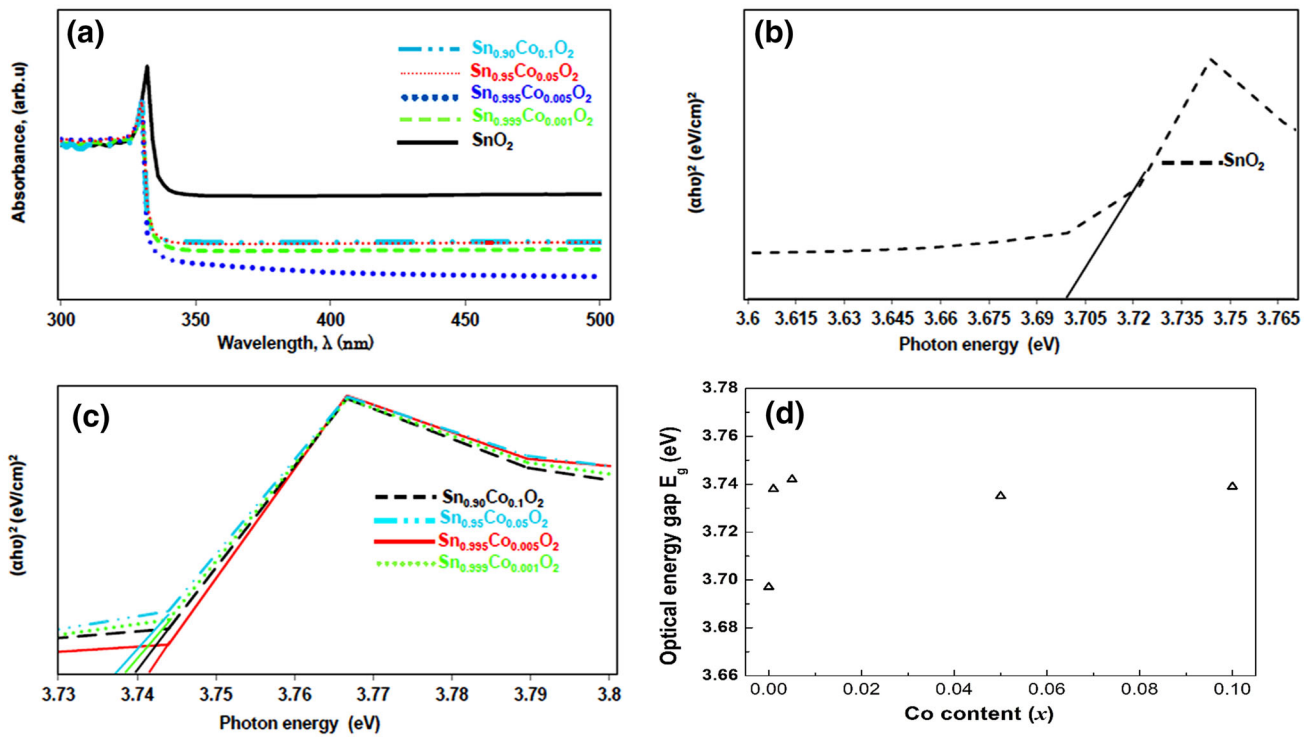 (a)
Sn0.90Co0.1O2
Sn0.95Co0.05O2
Sn0.995Co0.005O2
Sn0.999Co0.001O2
SnO2
Absorbance, (arb.u)
300 350 400 450 500
Wavelength, λ (nm)
(b)
(αhυ)² (eV/cm)²
SnO2
3.6 3.615 3.63 3.645 3.66 3.675 3.69 3.705 3.72 3.735 3.75 3.765
Photon energy (eV)
(c)
(αhυ)² (eV/cm)²
Sn0.90Co0.1O2
Sn0.95Co0.05O2
Sn0.995Co0.005O2
Sn0.999Co0.001O2
3.73 3.74 3.75 3.76 3.77 3.78 3.79 3.8
Photon energy (eV)
(d)
Optical energy gap Eg (eV)
3.78
3.76
3.74
3.72
3.70
3.68
3.66
0.00 0.02 0.04 0.06 0.08 0.10
Co content (x)